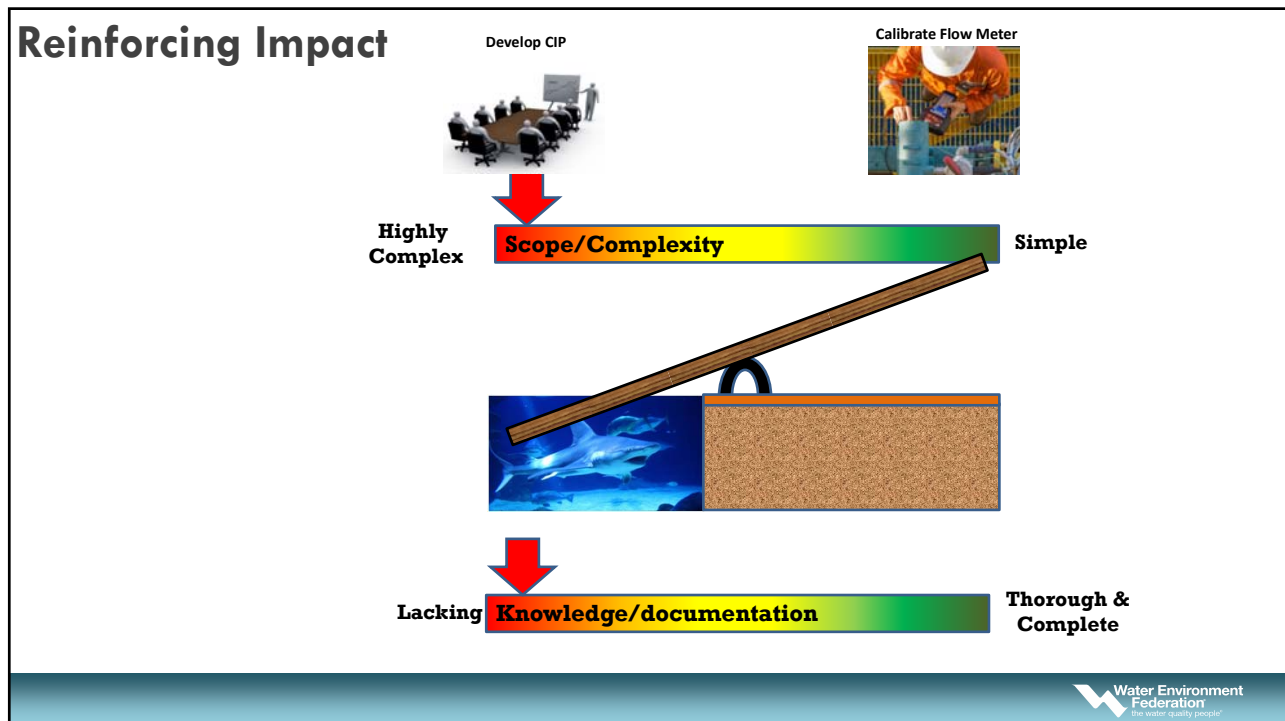 Reinforcing Impact
Develop CIP
Calibrate Flow Meter
Highly
Complex
Scope/Complexity
Simple
Lacking
Knowledge/documentation
Thorough &
Complete
Water Environment
Federation
the water quality people®